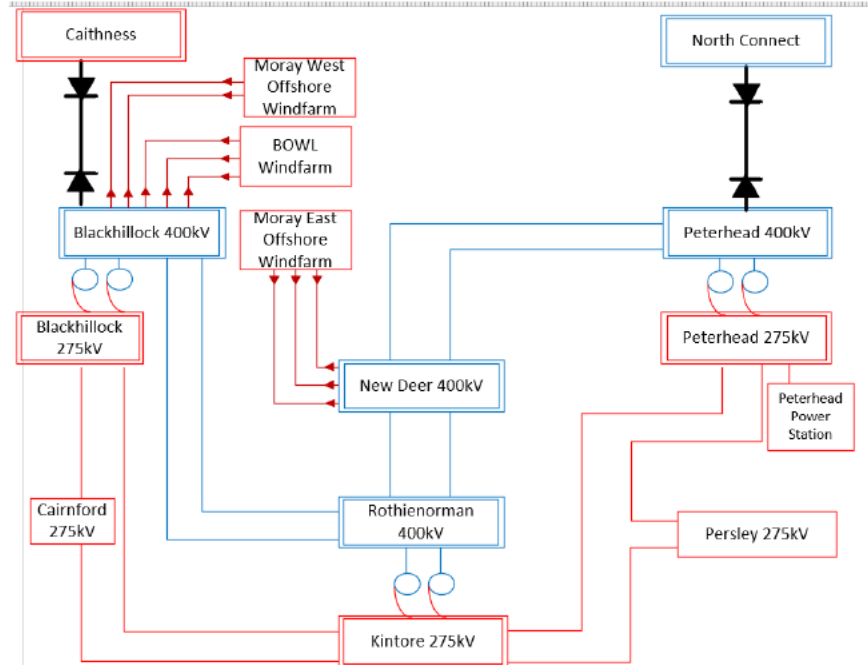 Caithness
North Connect
Moray West
Offshore
Windfarm
BOWL
Windfarm
Blackhillock 400kV
Moray East
Offshore
Windfarm
Peterhead 400kV
Blackhillock
275kV
Peterhead 275kV
New Deer 400kV
Peterhead
Power
Station
Cairnford
275kV
Rothienorman
400kV
Persley 275kV
Kintore 275kV